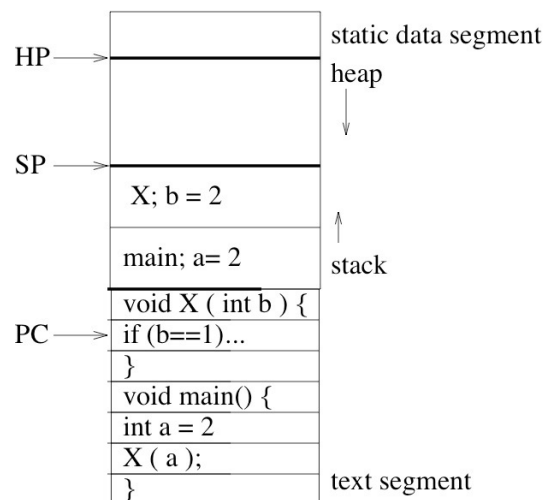 static data segment
HP
heap
SP
X; b = 2
main; a= 2
stack
void X ( int b ) {
PC
if (b==1)...
}
void main() {
int a = 2
X ( a );
}
text segment